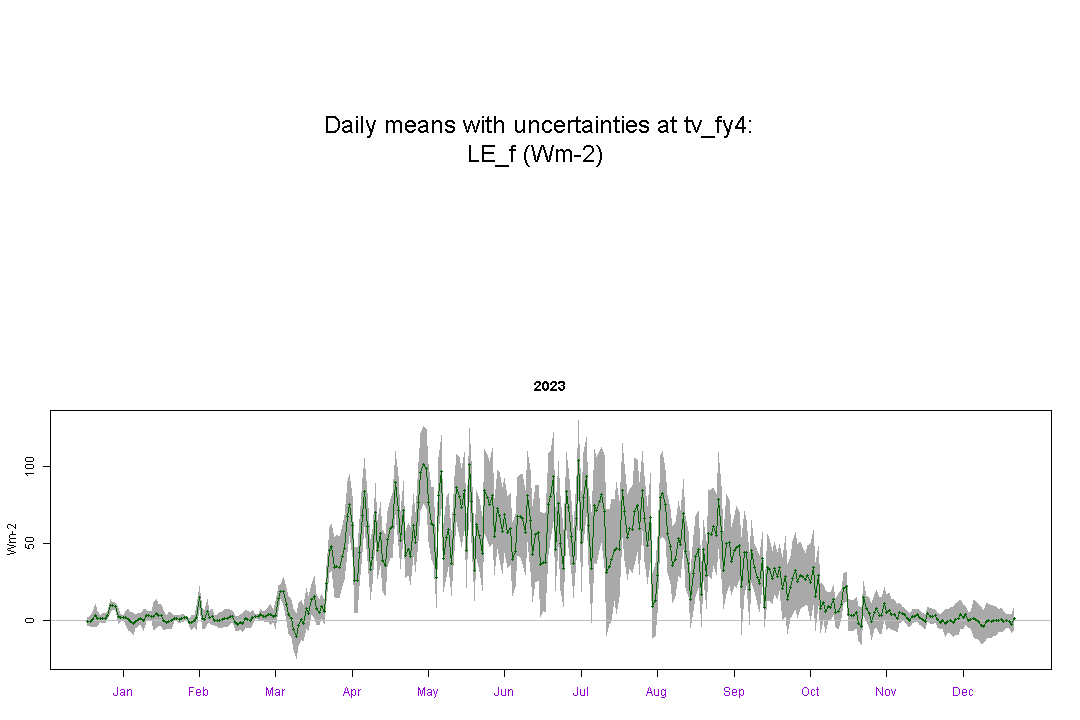 Daily means with uncertainties at tv_fy4:
LE_f (Wm-2)
2023
Wm-2
100
50
0
Jan Feb Mar Apr May Jun Jul Aug Sep Oct Nov Dec